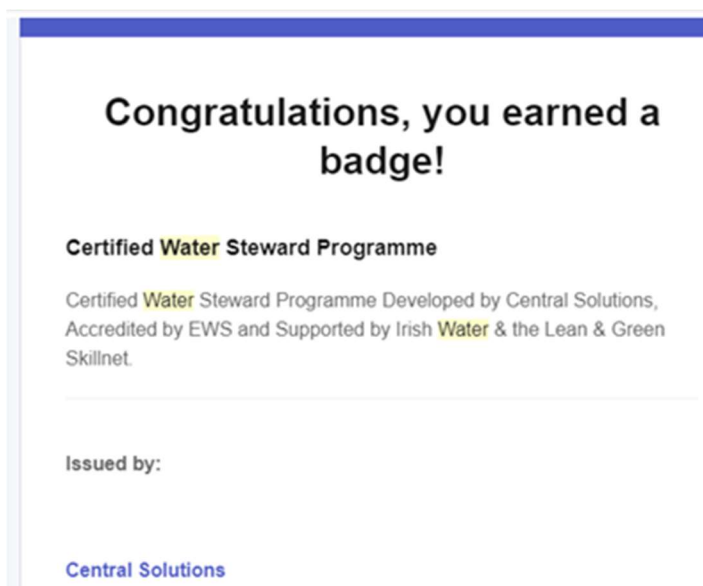 Congratulations, you earned a
badge!
Certified Water Steward Programme
Certified Water Steward Programme Developed by Central Solutions,
Accredited by EWS and Supported by Irish Water & the Lean & Green
Skillnet.
Issued by:
Central Solutions